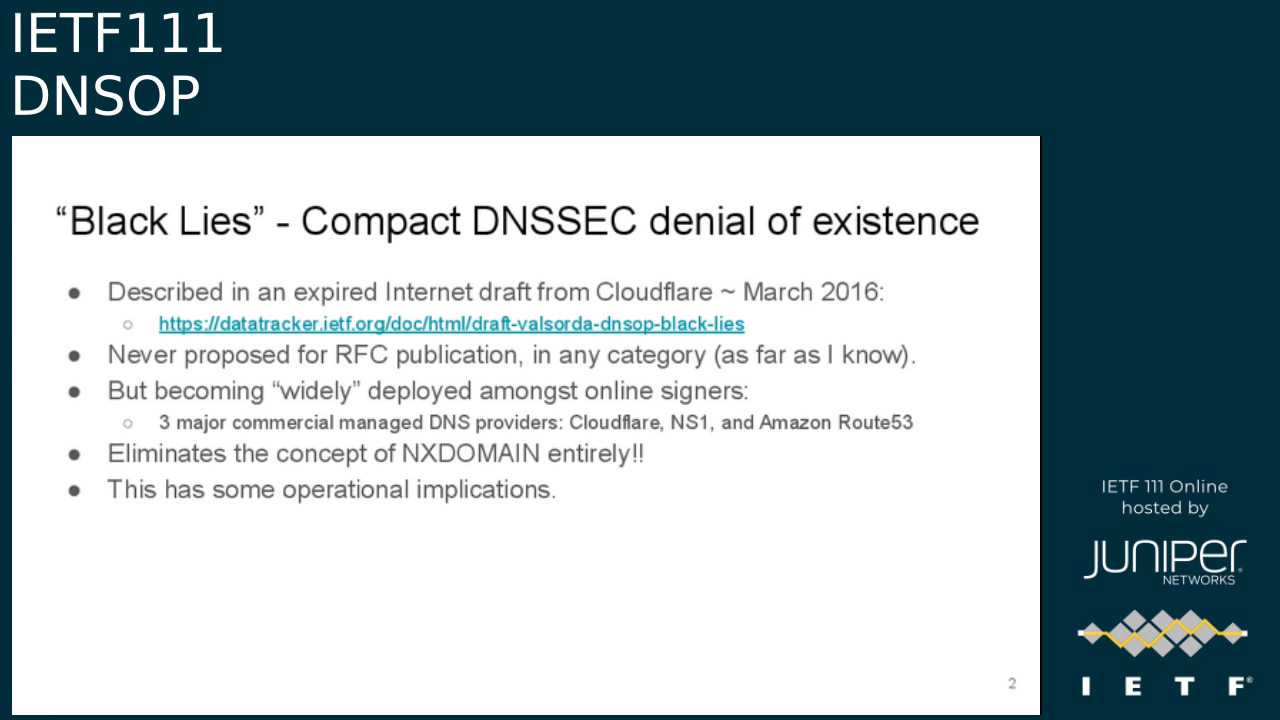 IETF111
DNSOP
“Black Lies” - Compact DNSSEC denial of existence
● Described in an expired Internet draft from Cloudflare ~ March 2016:
○ https://datatracker.ietf.org/doc/html/draft-valsorda-dnsop-black-lies
● Never proposed for RFC publication, in any category (as far as I know).
● But becoming “widely” deployed amongst online signers:
○ 3 major commercial managed DNS providers: Cloudflare, NS1, and Amazon Route53
● Eliminates the concept of NXDOMAIN entirely!!
● This has some operational implications.
2
IETF 111 Online
hosted by
JUNIPER
NETWORKS
I E T F®